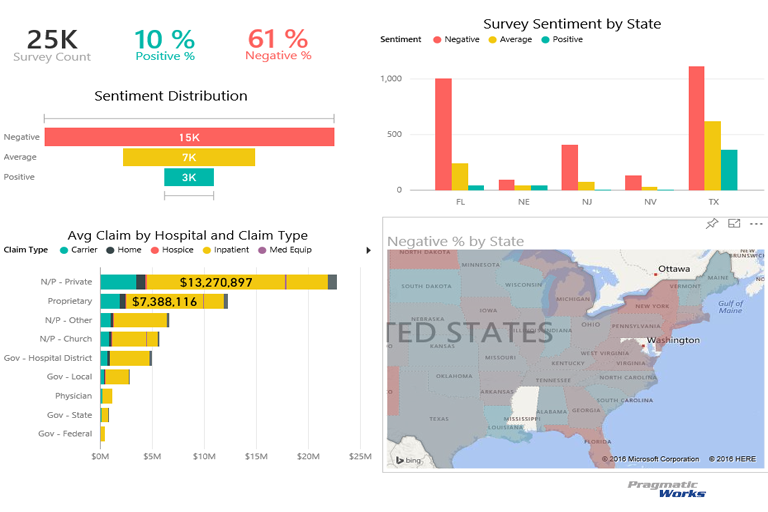 25K
Survey Count
10 %
Positive %
61 %
Negative %
Sentiment Distribution
Negative
15K
Average
7K
Positive
3K
Survey Sentiment by State
Sentiment Negative Average Positive
1,000
500
0
FL NE NJ NV TX
Avg Claim by Hospital and Claim Type
Claim Type Carrier Home Hospice Inpatient Med Equip
N/P - Private
$13,270,897
Proprietary
$7,388,116
N/P - Other
N/P - Church
Gov - Hospital District
Gov - Local
Physician
Gov - State
Gov - Federal
$0M $5M $10M $15M $20M $25M
Negative % by State
NORTH DAKOTA
MINNESOTA
Ottawa
MAINE
SOUTH DAKOTA
WISCONSIN
VERMONT
MICHIGAN
NEW YORK
Gulf of
Maine
NEBRASKA
IOWA
OHIO
PENNSYLVANIA
INDIANA
TED STATES
Washington
KANSAS
MISSOURI
WEST VIRGINIA
KENTUCKY
VIRGINIA
OKLAHOMA
TENNESSEE
NORTH CAROLINA
ARKANSAS
SOUTH CAROLINA
MISSISSIPPI
ALABAMA
GEORGIA
TEXAS
LOUISIANA
FLORIDA
bing
© 2016 Microsoft Corporation © 2016 HERE
Pragmatic
Works